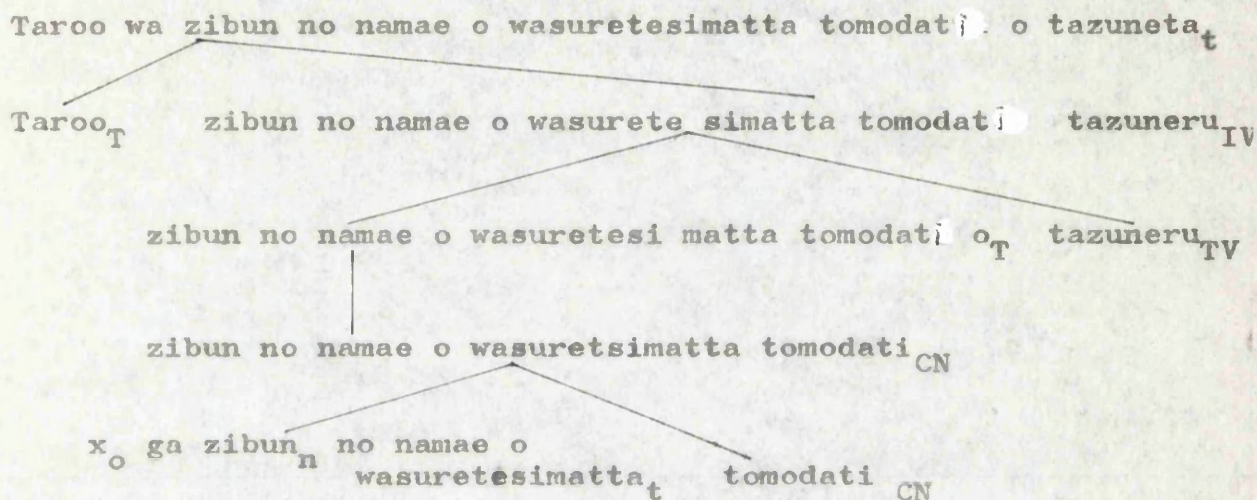 Taroo wa zibun no namae o wasuretesimatta tomodati o tazuneta t
Taroo T zibun no namae o wasurete simatta tomodati tazuneru IV
zibun no namae o wasuretesi matta tomodati o T tazuneru TV
zibun no namae o wasuretsimatta tomodati CN
x o ga zibun n no namae o
wasuretesimatta t tomodati CN